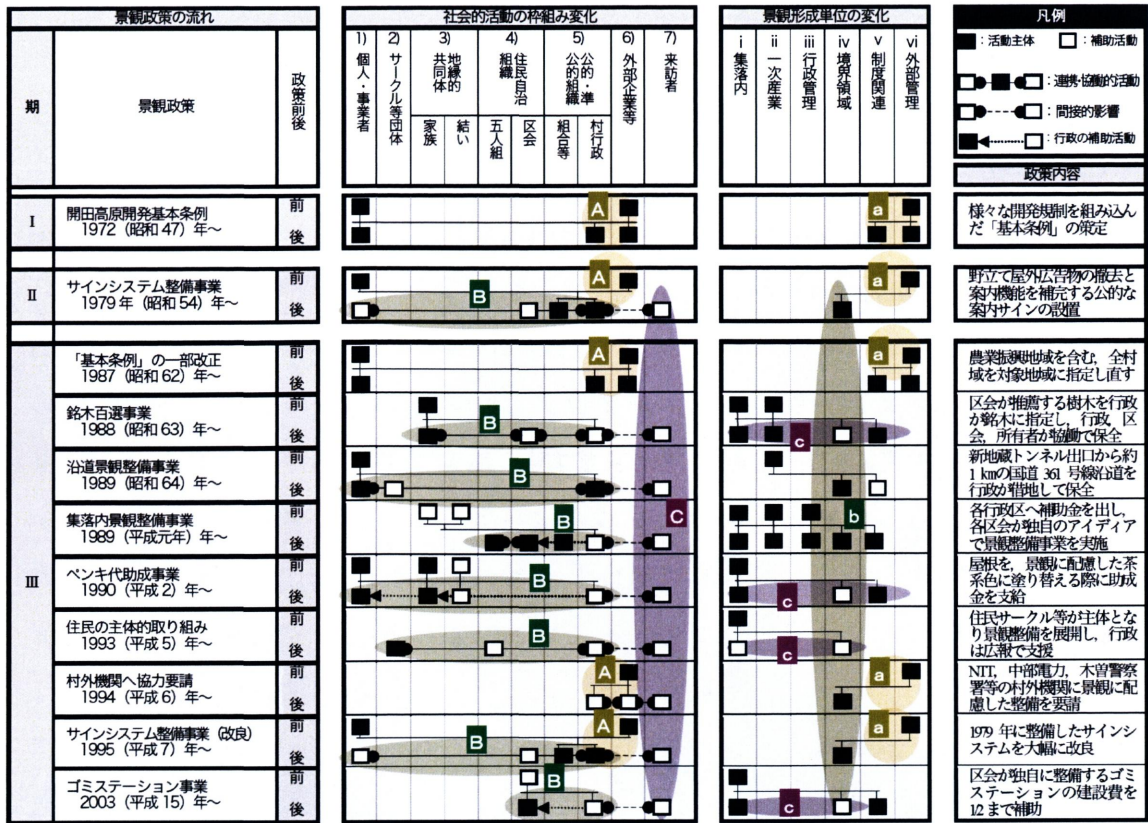 景観政策の流れ
期
景観政策
政策前後
社会的活動の枠組み変化
1) 2) 3) 4) 5) 6) 7)
個人・事業者
サークル等団体
地縁的共同体
住民自治組織
公的・準公的組織
外部企業等
来訪者
家族
結い
五人組
区会
組合等
村行政
景観形成単位の変化
i ii iii iv v vi
集落内
一次産業
行政管理
境界領域
制度関連
外部管理
凡例
：活動主体 ：補助活動
：連携・協働的活動
：間接的影響
：行政の補助活動
政策内容
I
開田高原開発基本条例
1972（昭和 47）年～
前
後
A
a
様々な開発規制を組み込ん
だ「基本条例」の策定
II
サインシステム整備事業
1979 年（昭和 54）年～
前
後
A
B
a
野立て屋外広告物の撤去と
案内機能を補完する公的な
案内サインの設置
III
「基本条例」の一部改正
1987（昭和 62）年～
前
後
A
a
農業振興地域を含む，全村
域を対象地域に指定し直す
銘木百選事業
1988（昭和 63）年～
前
後
B
c
区会が推薦する樹木を行政
が銘木に指定し，行政，区
会，所有者が協働で保全
沿道景観整備事業
1989（昭和 64）年～
前
後
B
新地蔵トンネル出口から約
1 kmの国道 361 号線沿道を
行政が借地して保全
集落内景観整備事業
1989（平成元年）年～
前
後
B
C
b
各行政区へ補助金を出し，
各区会が独自のアイディア
で景観整備事業を実施
ペンキ代助成事業
1990（平成 2）年～
前
後
B
c
屋根を，景観に配慮した茶
系色に塗り替える際に助成
金を支給
住民の主体的取り組み
1993（平成 5）年～
前
後
B
c
住民サークル等が主体とな
り景観整備を展開し，行政
は広報で支援
村外機関へ協力要請
1994（平成 6）年～
前
後
A
a
NTT，中部電力，木曽警察
署等の村外機関に景観に配
慮した整備を要請
サインシステム整備事業（改良）
1995（平成 7）年～
前
後
A
B
a
1979 年に整備したサインシ
ステムを大幅に改良
ゴミステーション事業
2003（平成 15）年～
前
後
B
c
区会が独自に整備するゴミ
ステーションの建設費を
1/2 まで補助